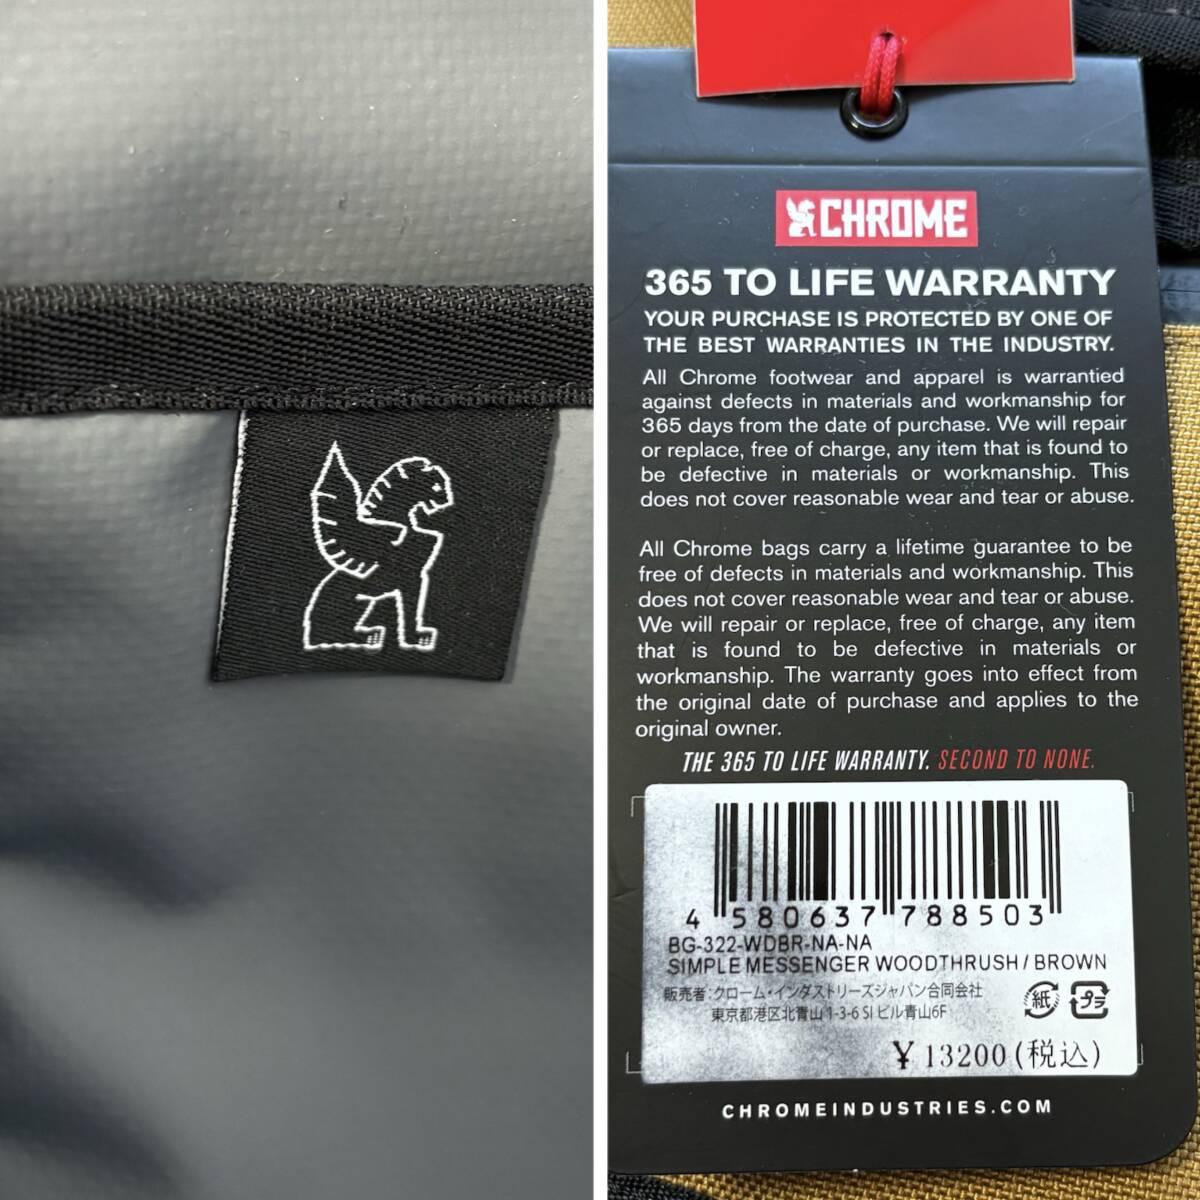 CHROME
365 TO LIFE WARRANTY
YOUR PURCHASE IS PROTECTED BY ONE OF
THE BEST WARRANTIES IN THE INDUSTRY.
All Chrome footwear and apparel is warrantied
against defects in materials and workmanship for
365 days from the date of purchase. We will repair
or replace, free of charge, any item that is found to
be defective in materials or workmanship. This
does not cover reasonable wear and tear or abuse.
All Chrome bags carry a lifetime guarantee to be
free of defects in materials and workmanship. This
does not cover reasonable wear and tear or abuse.
We will repair or replace, free of charge, any item
that is found to be defective in materials or
workmanship. The warranty goes into effect from
the original date of purchase and applies to the
original owner.
THE 365 TO LIFE WARRANTY. SECOND TO NONE.
4 580637 788503
BG-322-WDBR-NA-NA
SIMPLE MESSENGER WOODTHRUSH / BROWN
販売者:クローム・インダストリーズジャパン合同会社
東京都港区北青山 1-3-6 SIビル青山6F
紙 プラ
￥13200(税込)
CHROMEINDUSTRIES.COM